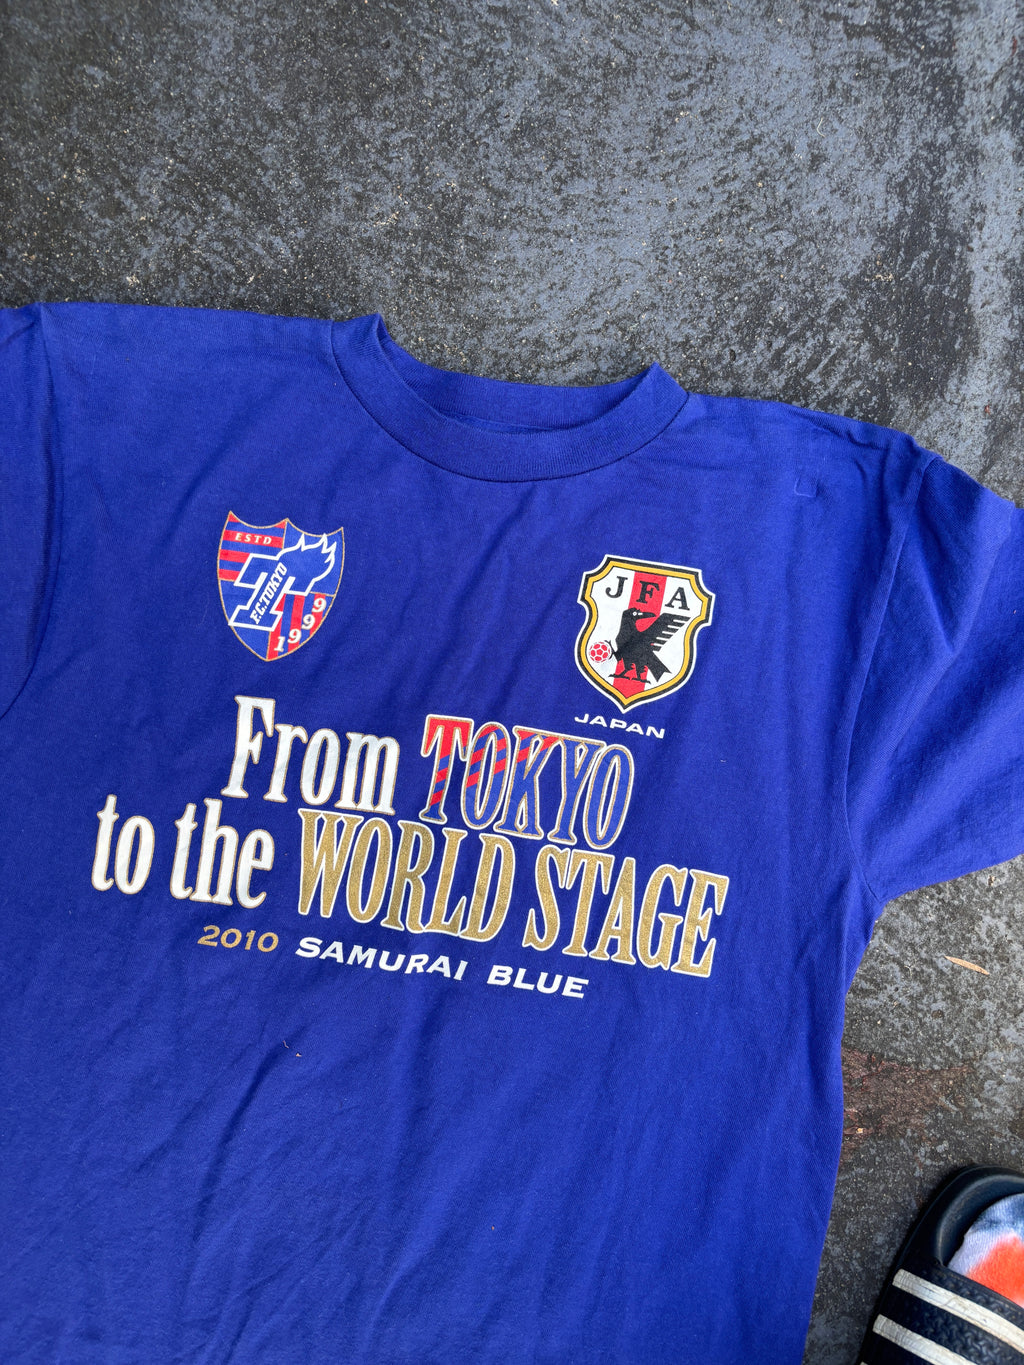 ESTD
F.C.TOKYO
1999
JFA
JAPAN
From TOKYO
to the WORLD STAGE
2010 SAMURAI BLUE